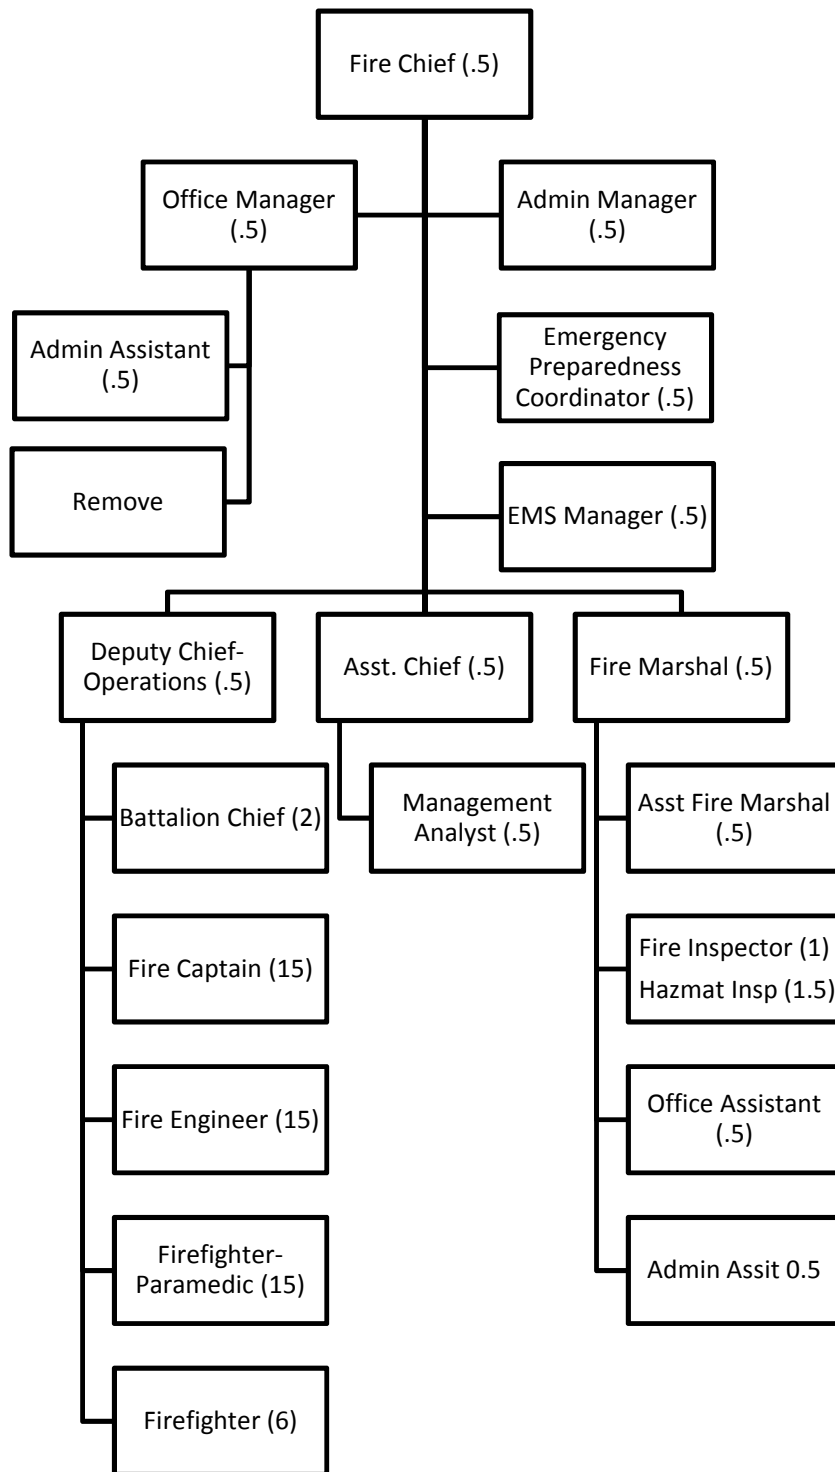 Fire Chief (.5)
Office Manager
(.5)
Admin Manager
(.5)
Admin Assistant
(.5)
Emergency
Preparedness
Coordinator (.5)
Remove
EMS Manager (.5)
Deputy Chief-
Operations (.5)
Asst. Chief (.5)
Fire Marshal (.5)
Battalion Chief (2)
Management
Analyst (.5)
Asst Fire Marshal
(.5)
Fire Captain (15)
Fire Inspector (1)
Hazmat Insp (1.5)
Fire Engineer (15)
Office Assistant
(.5)
Firefighter-
Paramedic (15)
Admin Assit 0.5
Firefighter (6)